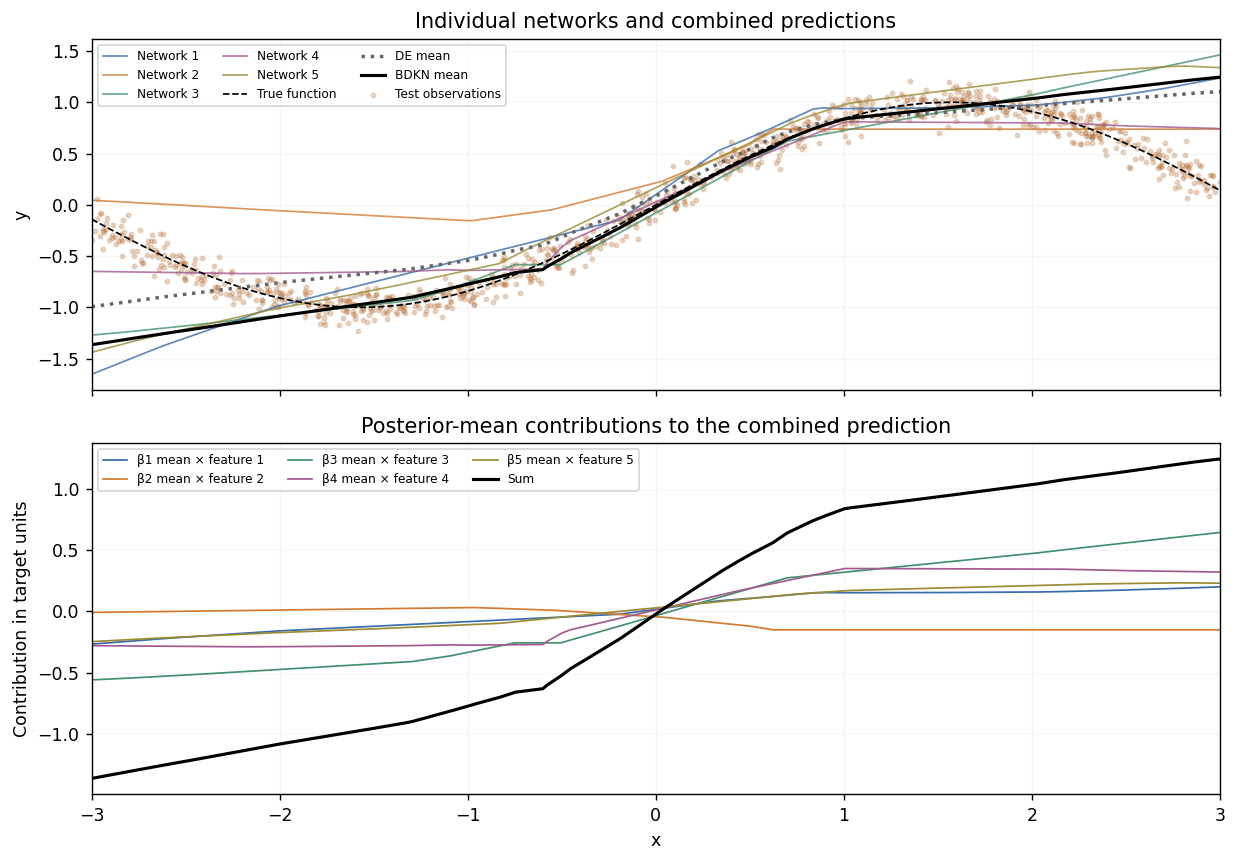 Individual networks and combined predictions
Network 1 Network 4 DE mean
Network 2 Network 5 BDKN mean
Network 3 True function Test observations
1.5
1.0
0.5
0.0
−0.5
−1.0
−1.5
y
Posterior-mean contributions to the combined prediction
β1 mean × feature 1 β3 mean × feature 3 β5 mean × feature 5
β2 mean × feature 2 β4 mean × feature 4 Sum
1.0
0.5
0.0
−0.5
−1.0
Contribution in target units
−3 −2 −1 0 1 2 3
x